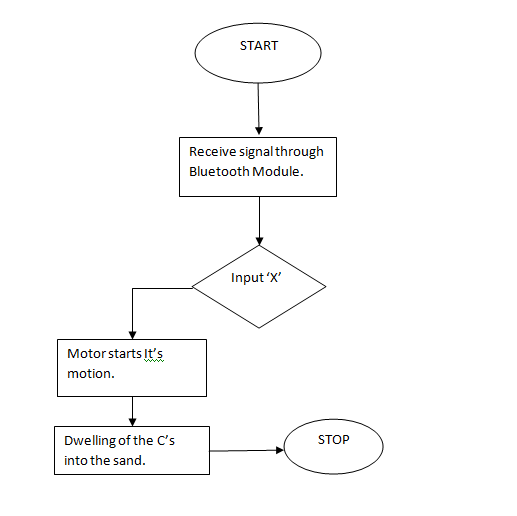 START
Receive signal through
Bluetooth Module.
Input ‘X’
Motor starts It’s
motion.
Dwelling of the C’s
into the sand.
STOP